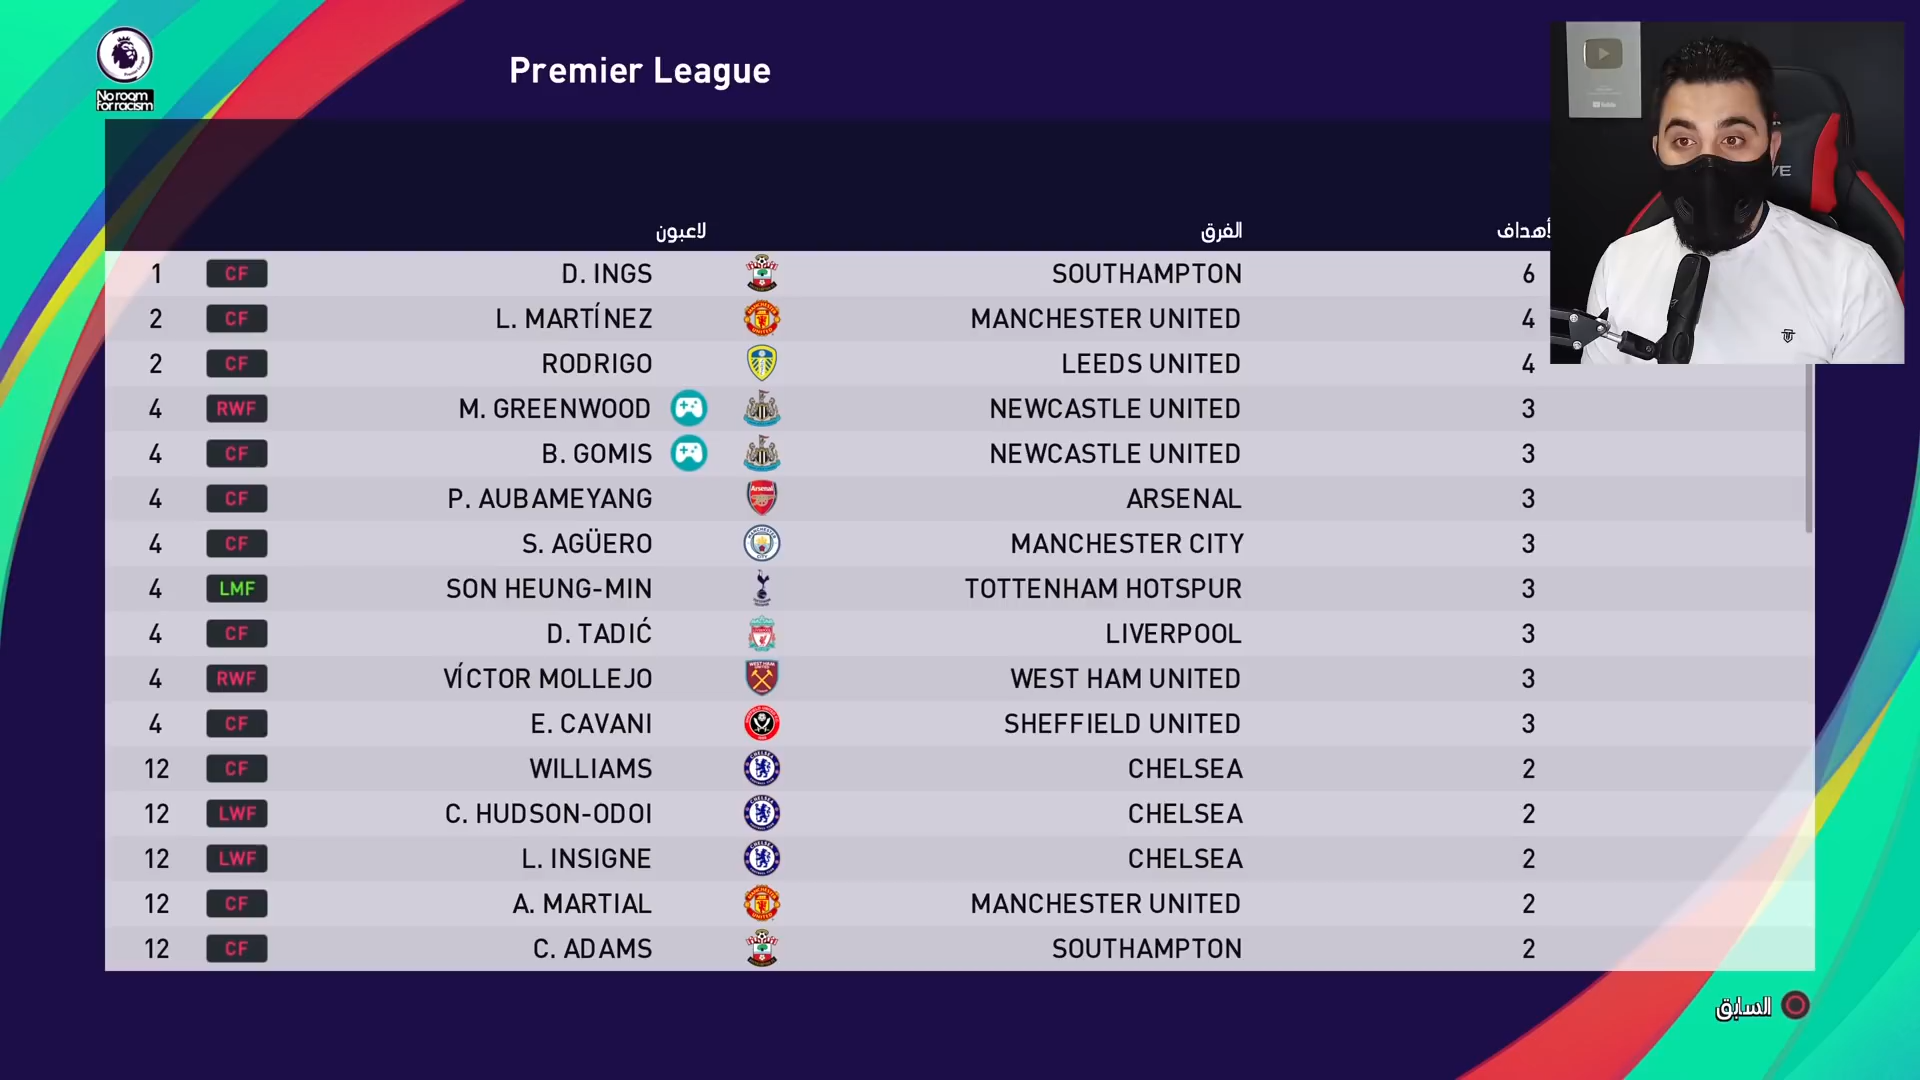 Premier League
No room
For racism
لاعبون الفرق أهداف
1 CF D. INGS SOUTHAMPTON 6
2 CF L. MARTÍNEZ MANCHESTER UNITED 4
2 CF RODRIGO LEEDS UNITED 4
4 RWF M. GREENWOOD NEWCASTLE UNITED 3
4 CF B. GOMIS NEWCASTLE UNITED 3
4 CF P. AUBAMEYANG ARSENAL 3
4 CF S. AGÜERO MANCHESTER CITY 3
4 LMF SON HEUNG-MIN TOTTENHAM HOTSPUR 3
4 CF D. TADIĆ LIVERPOOL 3
4 RWF VÍCTOR MOLLEJO WEST HAM UNITED 3
4 CF E. CAVANI SHEFFIELD UNITED 3
12 CF WILLIAMS CHELSEA 2
12 LWF C. HUDSON-ODOI CHELSEA 2
12 LWF L. INSIGNE CHELSEA 2
12 CF A. MARTIAL MANCHESTER UNITED 2
12 CF C. ADAMS SOUTHAMPTON 2
السابق